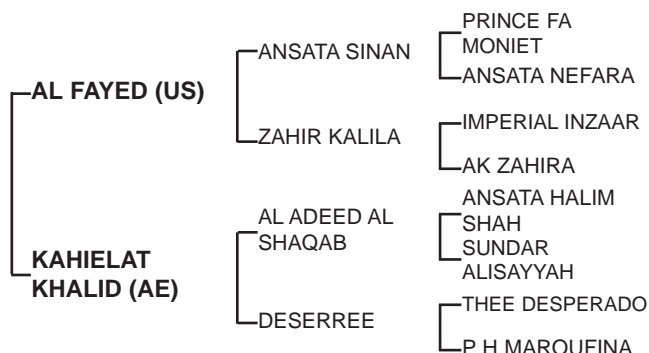 PRINCE FA
MONIET
ANSATA SINAN
ANSATA NEFARA
AL FAYED (US)
IMPERIAL INZAAR
ZAHIR KALILA
AK ZAHIRA
ANSATA HALIM
SHAH
AL ADEED AL
SHAQAB
SUNDAR
ALISAYYAH
KAHIELAT
KHALID (AE)
THEE DESPERADO
DESERREE
P H MAROUFINA